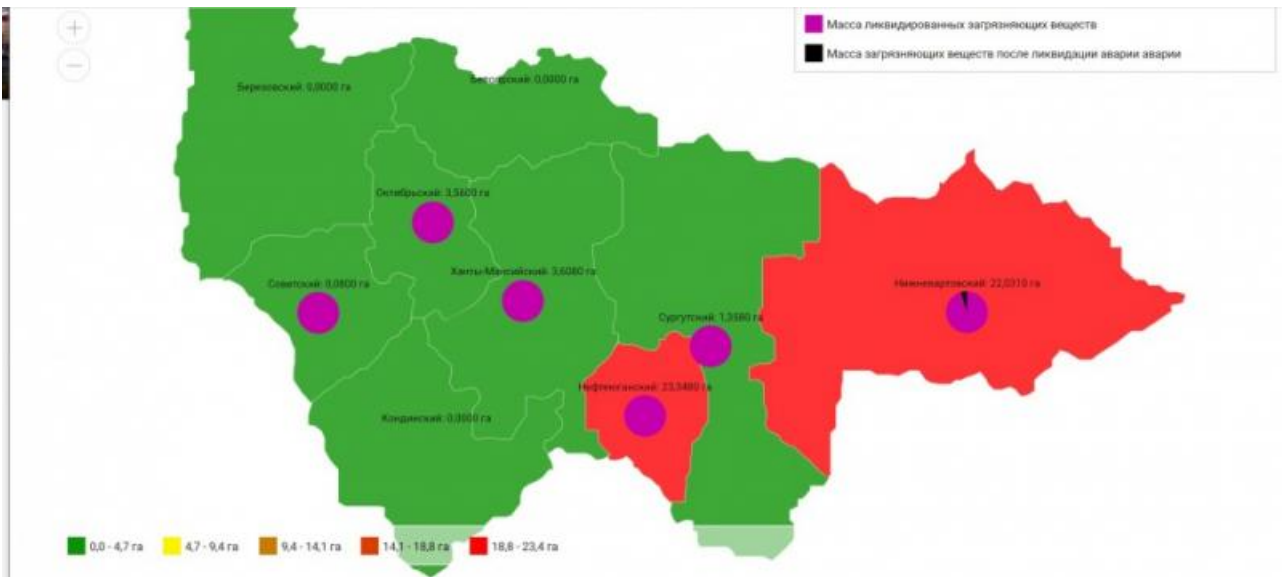 Масса ликвидированных загрязняющих веществ
Масса загрязняющих веществ после ликвидации аварии аварии
Березовский: 0,0000 га
Белоярский: 0,0000 га
Октябрьский: 3,5600 га
Ханты-Мансийский: 3,6080 га
Советский: 0,0800 га
Нижневартовский: 22,0310 га
Сургутский: 1,3580 га
Нефтеюганский: 23,3480 га
Кондинский: 0,0000 га
0,0 - 4,7 га
4,7 - 9,4 га
9,4 - 14,1 га
14,1 - 18,8 га
18,8 - 23,4 га